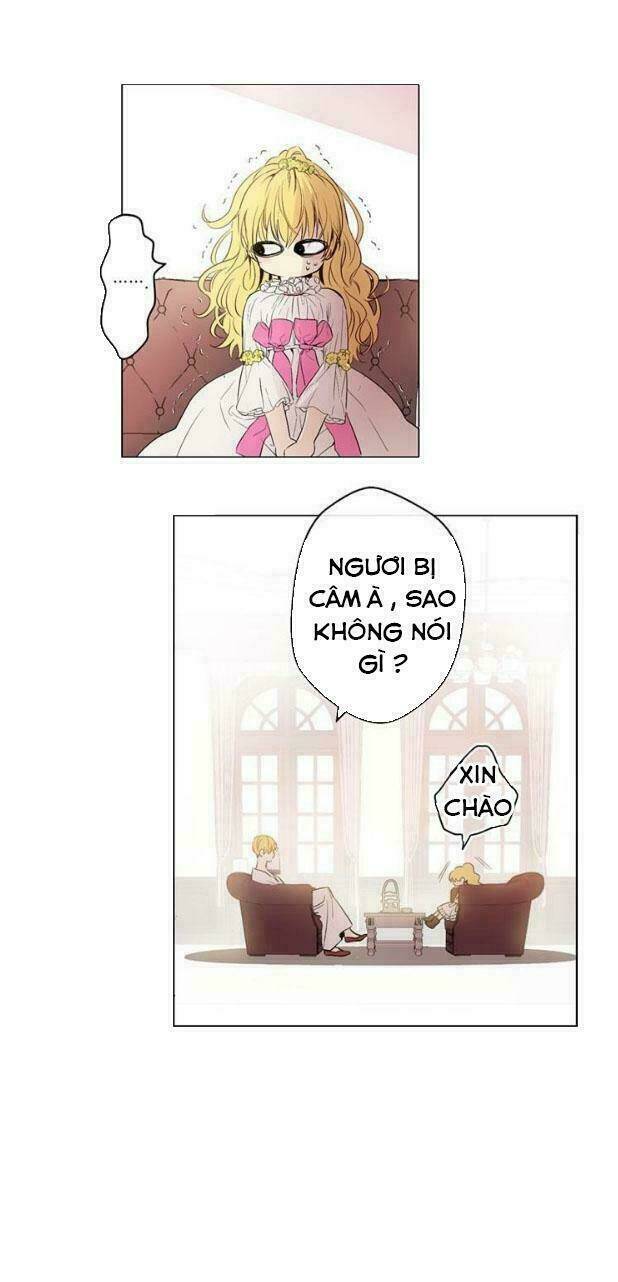 ........
NGƯƠI BỊ
CÂM À , SAO
KHÔNG NÓI
GÌ ?
XIN
CHÀO